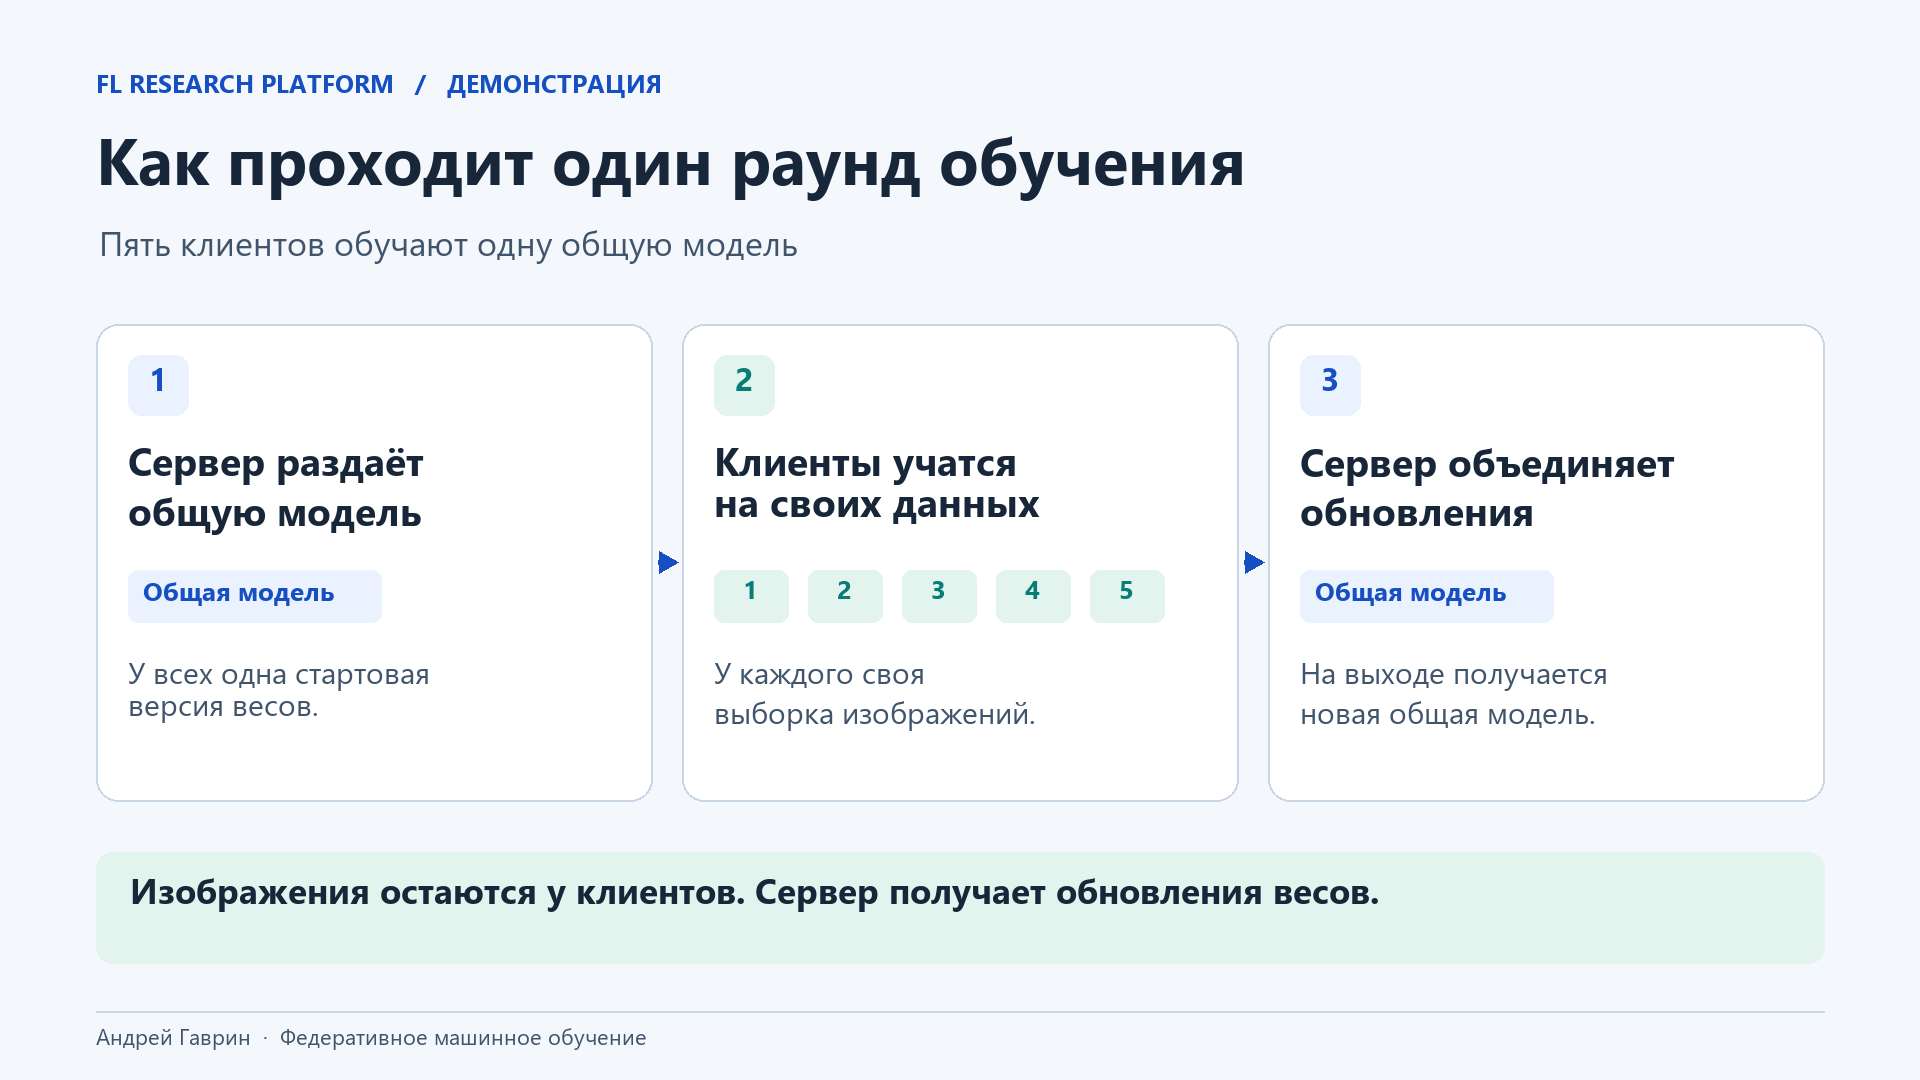 FL RESEARCH PLATFORM / ДЕМОНСТРАЦИЯ
Как проходит один раунд обучения
Пять клиентов обучают одну общую модель
1
Сервер раздаёт
общую модель
Общая модель
У всех одна стартовая
версия весов.
2
Клиенты учатся
на своих данных
1 2 3 4 5
У каждого своя
выборка изображений.
3
Сервер объединяет
обновления
Общая модель
На выходе получается
новая общая модель.
Изображения остаются у клиентов. Сервер получает обновления весов.
Андрей Гаврин · Федеративное машинное обучение